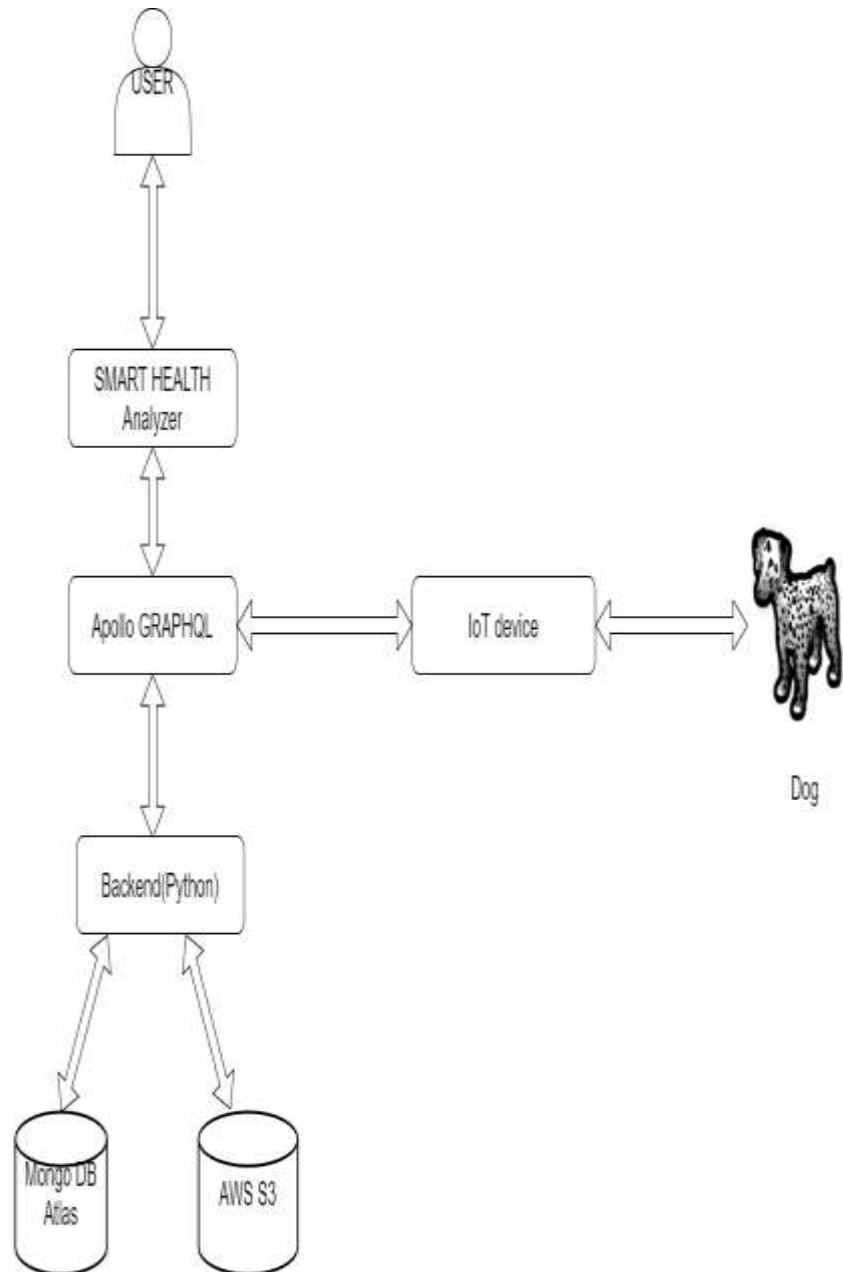 USER
SMART HEALTH
Analyzer
Apollo GRAPHQL
IoT device
Dog
Backend(Python)
Mongo DB
Atlas
AWS S3